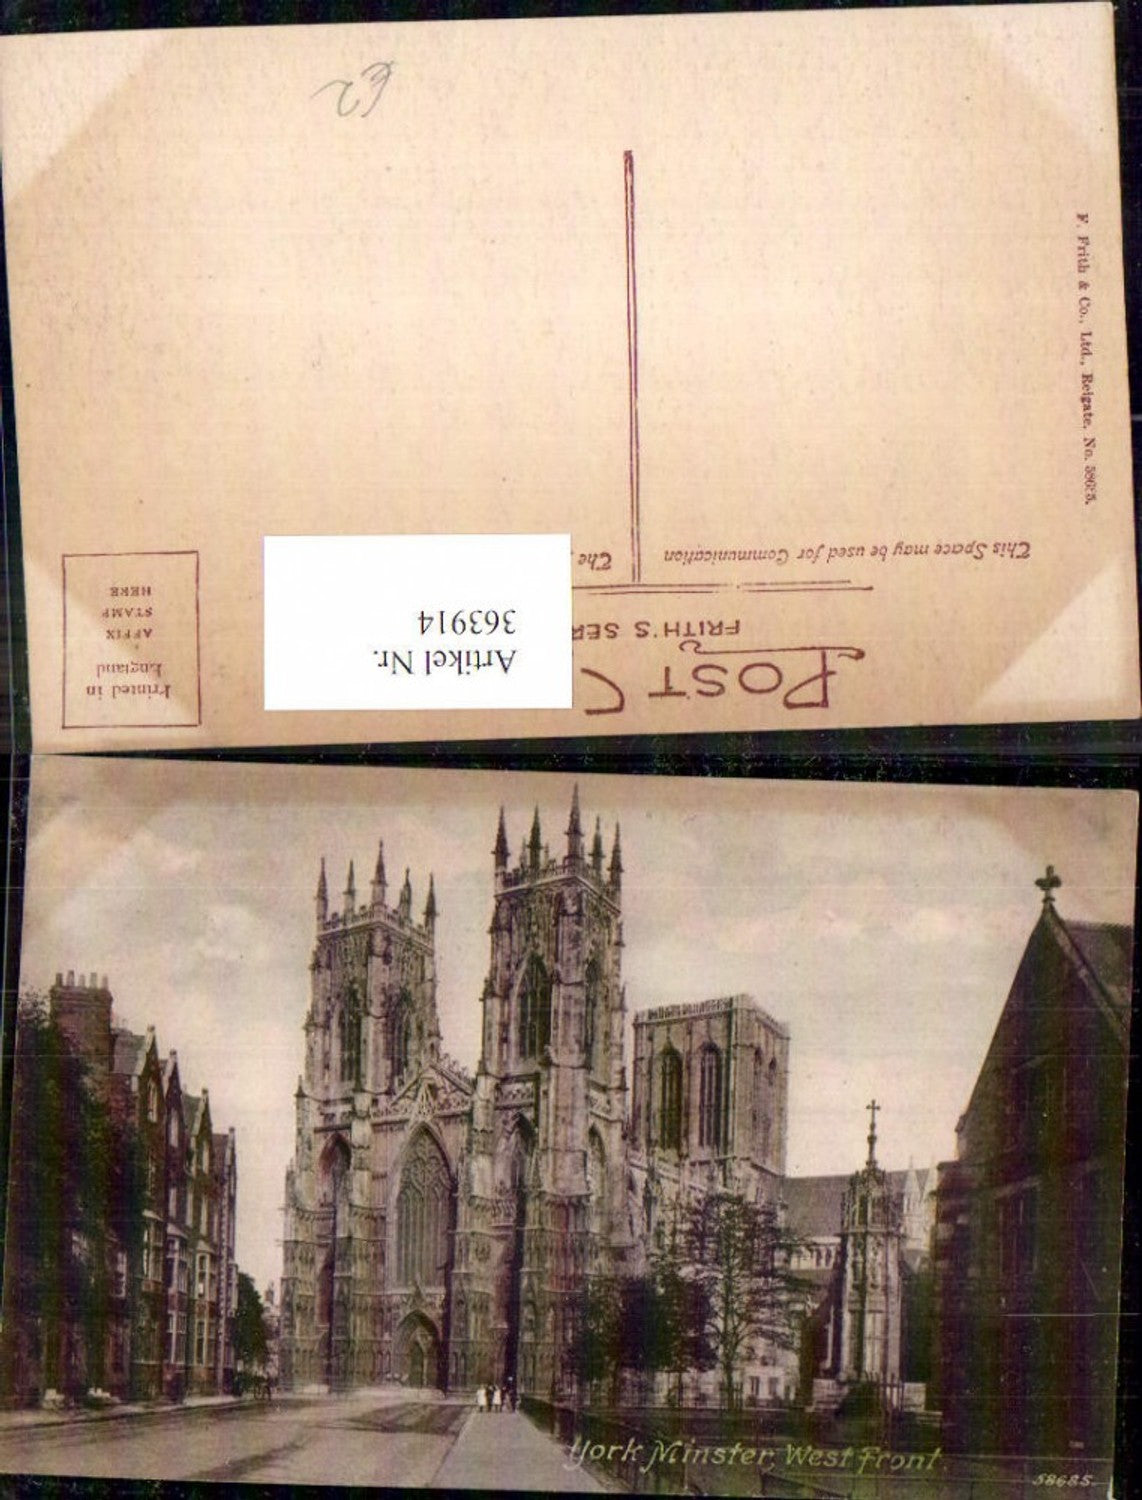 POST C
FRITH'S SER
This Space may be used for Communication
The
Artikel Nr.
363914
Printed in
England
AFFIX
STAMP
HERE
F. Frith & Co., Ltd., Reigate. No. 58685.
York Minster, West Front.
58685.